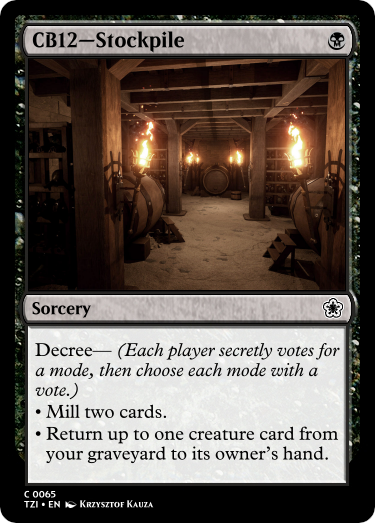 CB12—Stockpile
Sorcery
Decree— (Each player secretly votes for
a mode, then choose each mode with a
vote.)
• Mill two cards.
• Return up to one creature card from
your graveyard to its owner's hand.
C 0065
TZI • EN Krzysztof Kauza